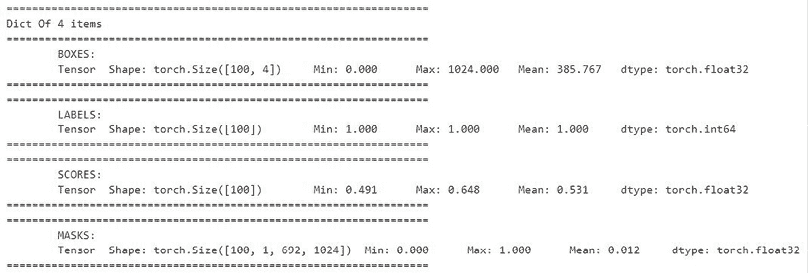 =================================================================
Dict Of 4 items
=================================================================
BOXES:
Tensor Shape: torch.Size([100, 4]) Min: 0.000 Max: 1024.000 Mean: 385.767 dtype: torch.float32
=================================================================
=================================================================
LABELS:
Tensor Shape: torch.Size([100]) Min: 1.000 Max: 1.000 Mean: 1.000 dtype: torch.int64
=================================================================
=================================================================
SCORES:
Tensor Shape: torch.Size([100]) Min: 0.491 Max: 0.648 Mean: 0.531 dtype: torch.float32
=================================================================
=================================================================
MASKS:
Tensor Shape: torch.Size([100, 1, 692, 1024]) Min: 0.000 Max: 1.000 Mean: 0.012 dtype: torch.float32
=================================================================